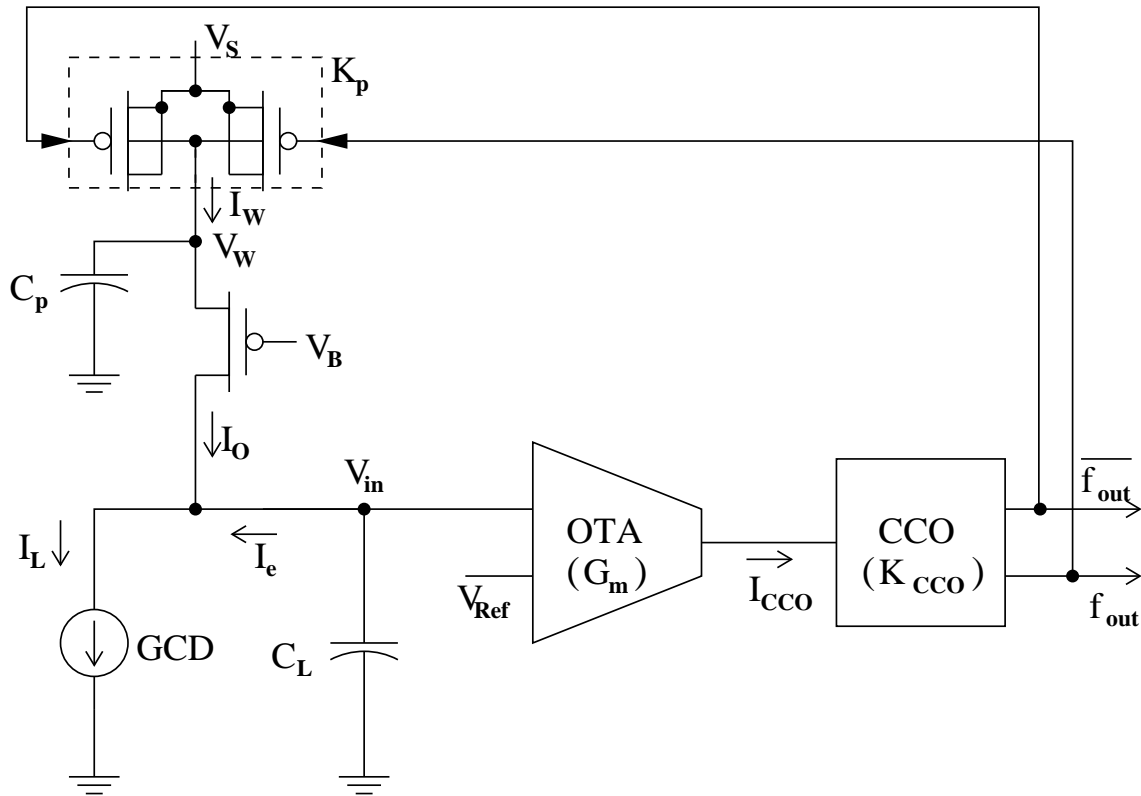 V_S
K_p
I_W
V_W
C_p
V_B
I_O
V_in
I_L
I_e
GCD
C_L
V_Ref
OTA
(G_m)
I_CCO
CCO
(K_CCO)
f_out
f_out